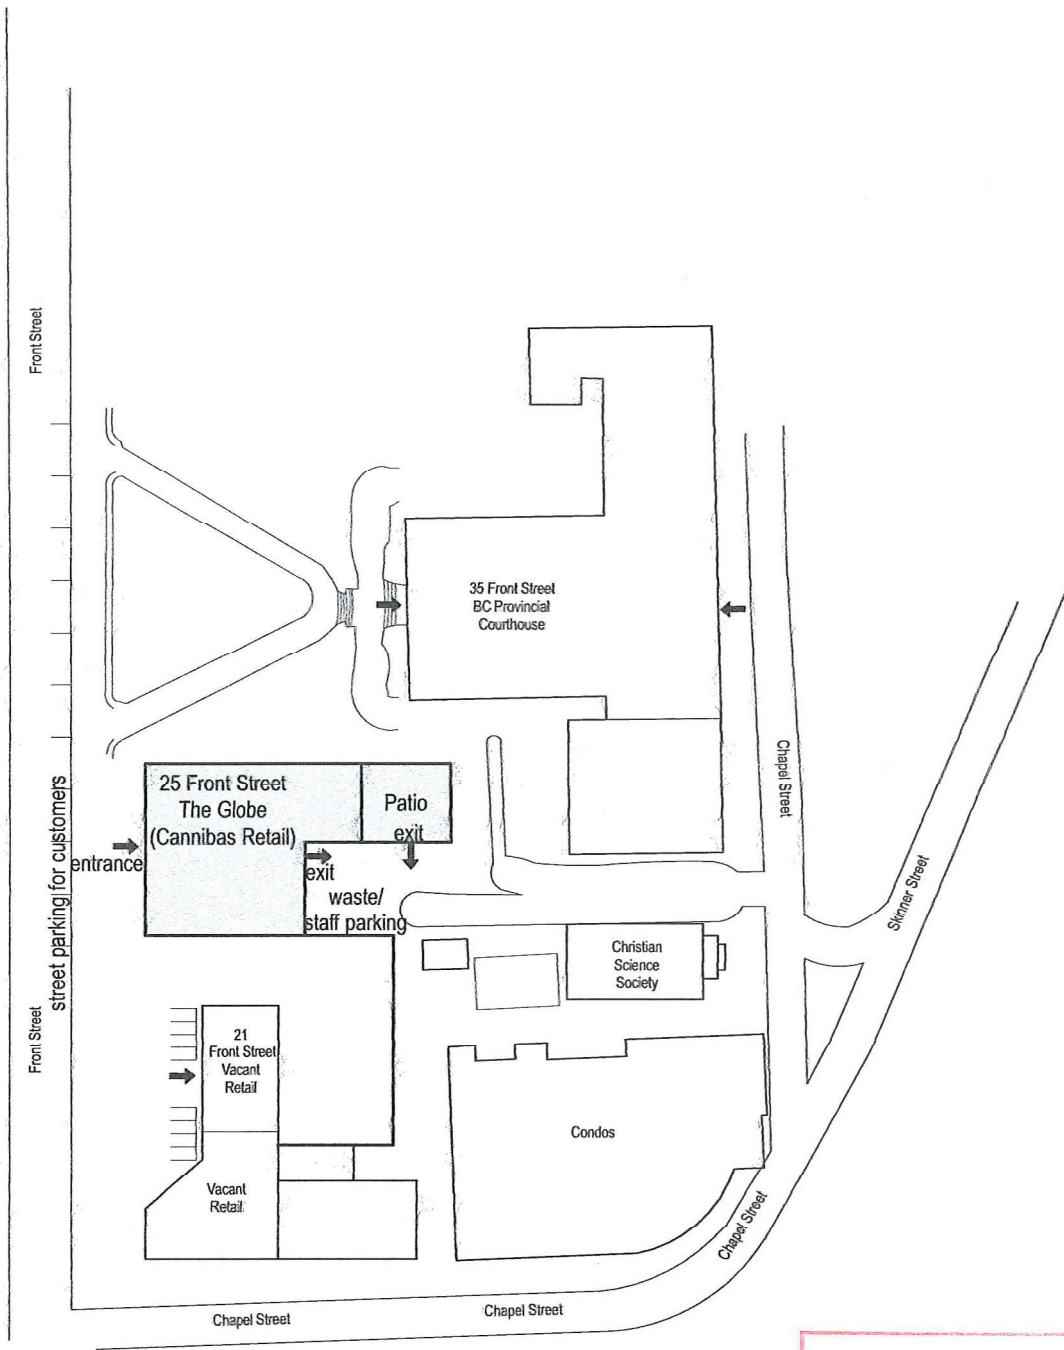 Front Street
35 Front Street
BC Provincial
Courthouse
Chapel Street
25 Front Street
The Globe
(Cannibas Retail)
Patio
exit
entrance
exit
waste/
staff parking
street parking for customers
Skinner Street
Christian
Science
Society
Front Street
21
Front Street
Vacant
Retail
Condos
Vacant
Retail
Chapel Street
Chapel Street
Chapel Street